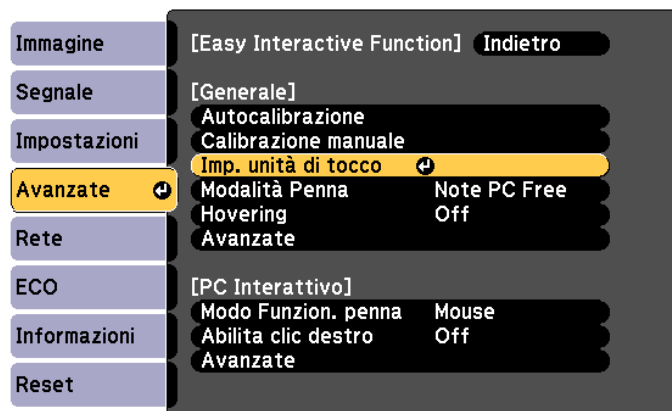 Immagine
Segnale
Impostazioni
Avanzate
Rete
ECO
Informazioni
Reset
[Easy Interactive Function] Indietro
[Generale]
Autocalibrazione
Calibrazione manuale
Imp. unità di tocco
Modalità Penna Note PC Free
Hovering Off
Avanzate
[PC Interattivo]
Modo Funzion. penna Mouse
Abilita clic destro Off
Avanzate